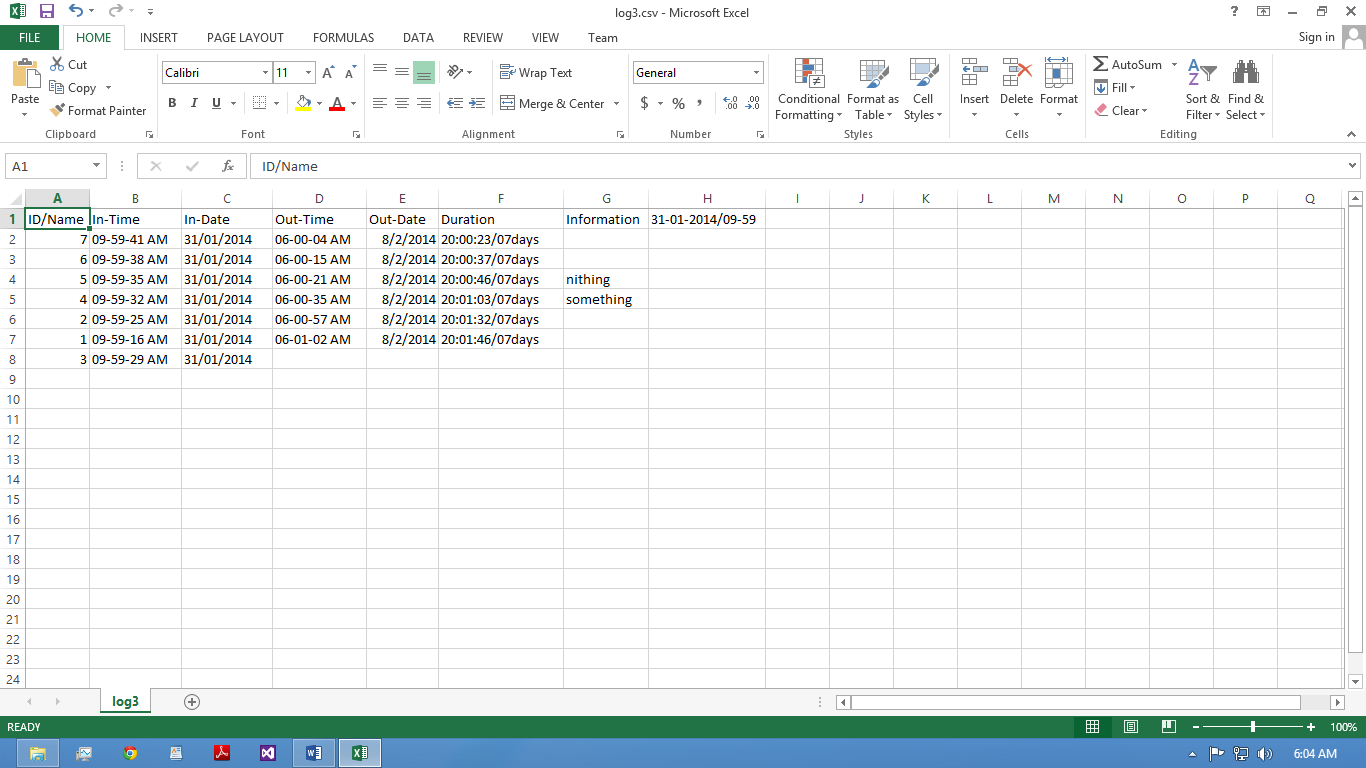 log3.csv - Microsoft Excel
FILE HOME INSERT PAGE LAYOUT FORMULAS DATA REVIEW VIEW Team Sign in
Paste Cut Copy Format Painter
Clipboard
Calibri 11
B I U
Font
Wrap Text
Merge & Center
Alignment
General
$ % ,
Number
Conditional Formatting Format as Table Cell Styles
Styles
Insert Delete Format
Cells
AutoSum Fill Clear Sort & Filter Find & Select
Editing
A1 fx ID/Name
A B C D E F G H I J K L M N O P Q
1 ID/Name In-Time In-Date Out-Time Out-Date Duration Information 31-01-2014/09-59
2 7 09-59-41 AM 31/01/2014 06-00-04 AM 8/2/2014 20:00:23/07days
3 6 09-59-38 AM 31/01/2014 06-00-15 AM 8/2/2014 20:00:37/07days
4 5 09-59-35 AM 31/01/2014 06-00-21 AM 8/2/2014 20:00:46/07days nithing
5 4 09-59-32 AM 31/01/2014 06-00-35 AM 8/2/2014 20:01:03/07days something
6 2 09-59-25 AM 31/01/2014 06-00-57 AM 8/2/2014 20:01:32/07days
7 1 09-59-16 AM 31/01/2014 06-01-02 AM 8/2/2014 20:01:46/07days
8 3 09-59-29 AM 31/01/2014
9
10
11
12
13
14
15
16
17
18
19
20
21
22
23
24
log3
READY 100%
6:04 AM